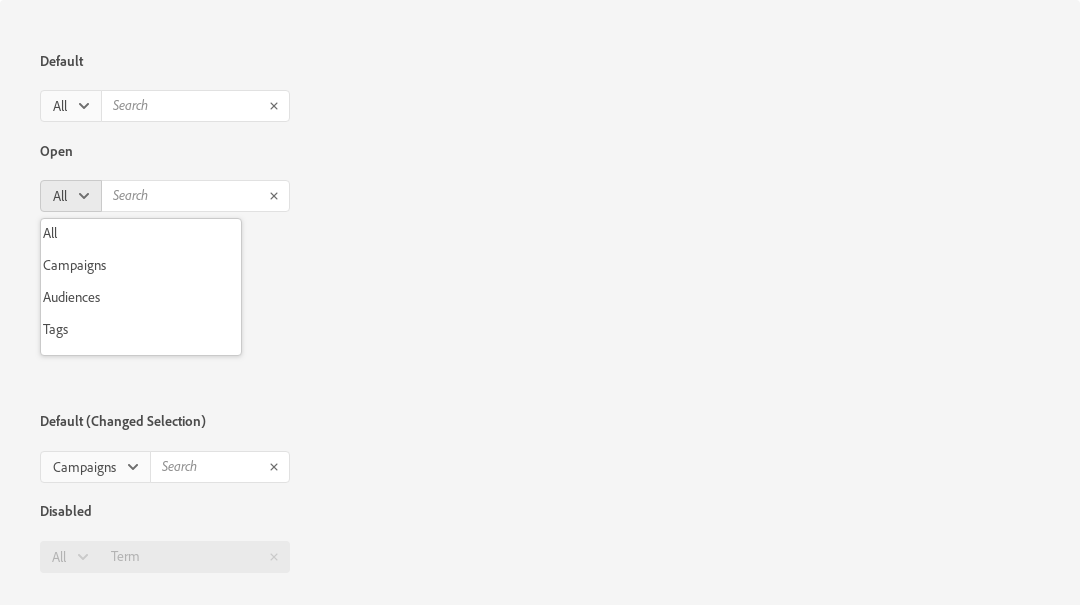 Default
All Search
Open
All Search
All
Campaigns
Audiences
Tags
Default (Changed Selection)
Campaigns Search
Disabled
All Term